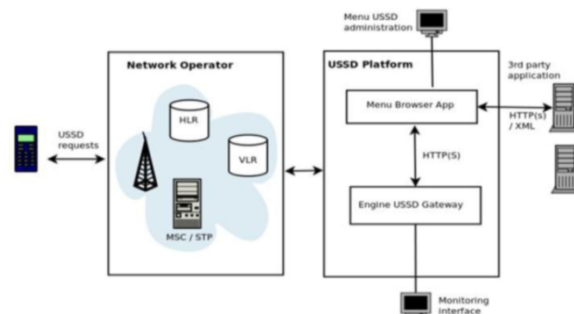 Menu USSD
administration
Network Operator
USSD Platform
3rd party
application
HLR
Menu Browser App
USSD
requests
HTTP(s)
/ XML
VLR
HTTP(S)
Engine USSD Gateway
MSC / STP
Monitoring
interface